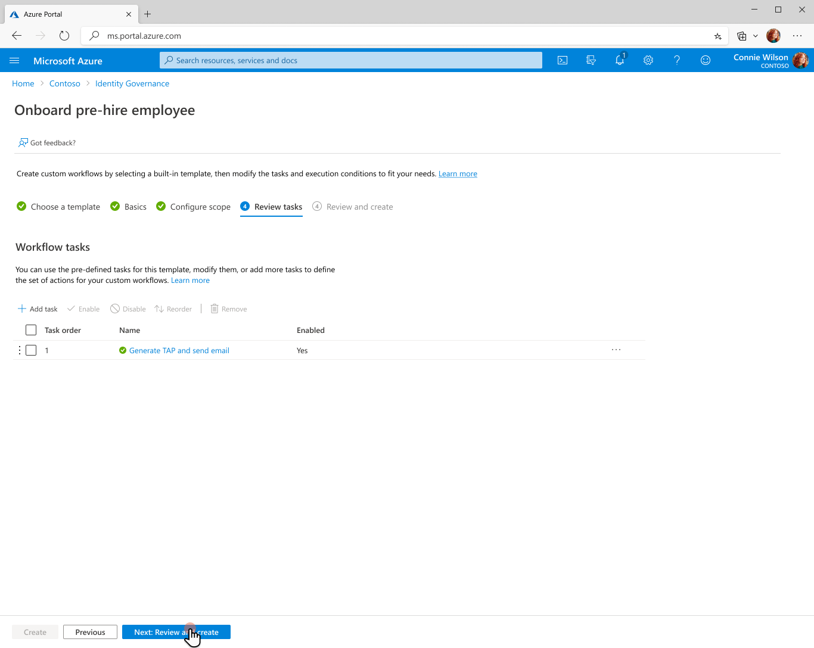 Azure Portal
ms.portal.azure.com
Microsoft Azure
Search resources, services and docs
1
Connie Wilson
CONTOSO
Home > Contoso > Identity Governance
Onboard pre-hire employee
Got feedback?
Create custom workflows by selecting a built-in template, then modify the tasks and execution conditions to fit your needs. Learn more
Choose a template Basics Configure scope 4 Review tasks 4 Review and create
Workflow tasks
You can use the pre-defined tasks for this template, modify them, or add more tasks to define
the set of actions for your custom workflows. Learn more
Add task Enable Disable Reorder | Remove
Task order Name Enabled
1 Generate TAP and send email Yes
Create Previous Next: Review and create